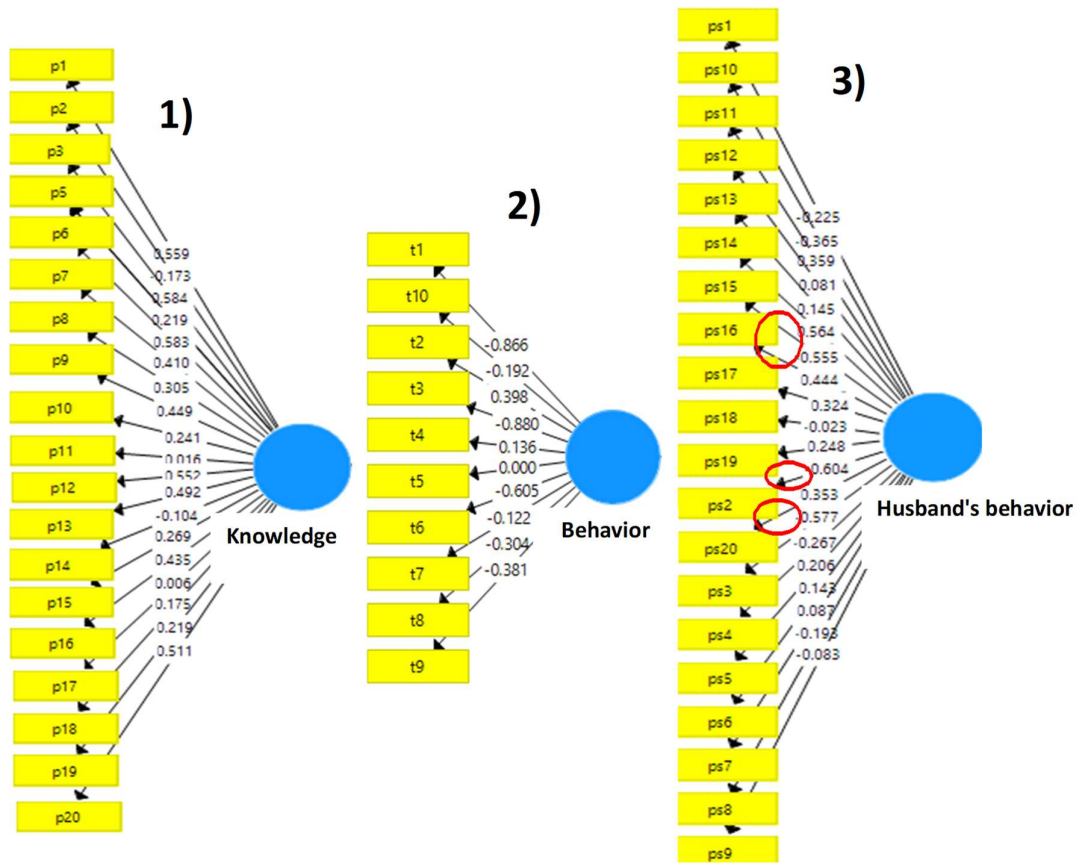 1)
p1
p2
p3
p5
p6
p7
p8
p9
p10
p11
p12
p13
p14
p15
p16
p17
p18
p19
p20
0.559
-0.173
0.584
0.219
0.583
0.410
0.305
0.449
0.241
0.016
0.552
0.492
-0.104
0.269
0.435
0.006
0.175
0.219
0.511
Knowledge
2)
t1
t10
t2
t3
t4
t5
t6
t7
t8
t9
-0.866
-0.192
0.398
-0.880
0.136
0.000
-0.605
-0.122
-0.304
-0.381
Behavior
3)
ps1
ps10
ps11
ps12
ps13
ps14
ps15
ps16
ps17
ps18
ps19
ps2
ps20
ps3
ps4
ps5
ps6
ps7
ps8
ps9
-0.225
-0.365
0.359
0.081
0.145
0.564
0.555
0.444
0.324
-0.023
0.248
0.604
0.353
-0.577
-0.267
0.206
0.143
0.087
-0.193
-0.083
Husband's behavior